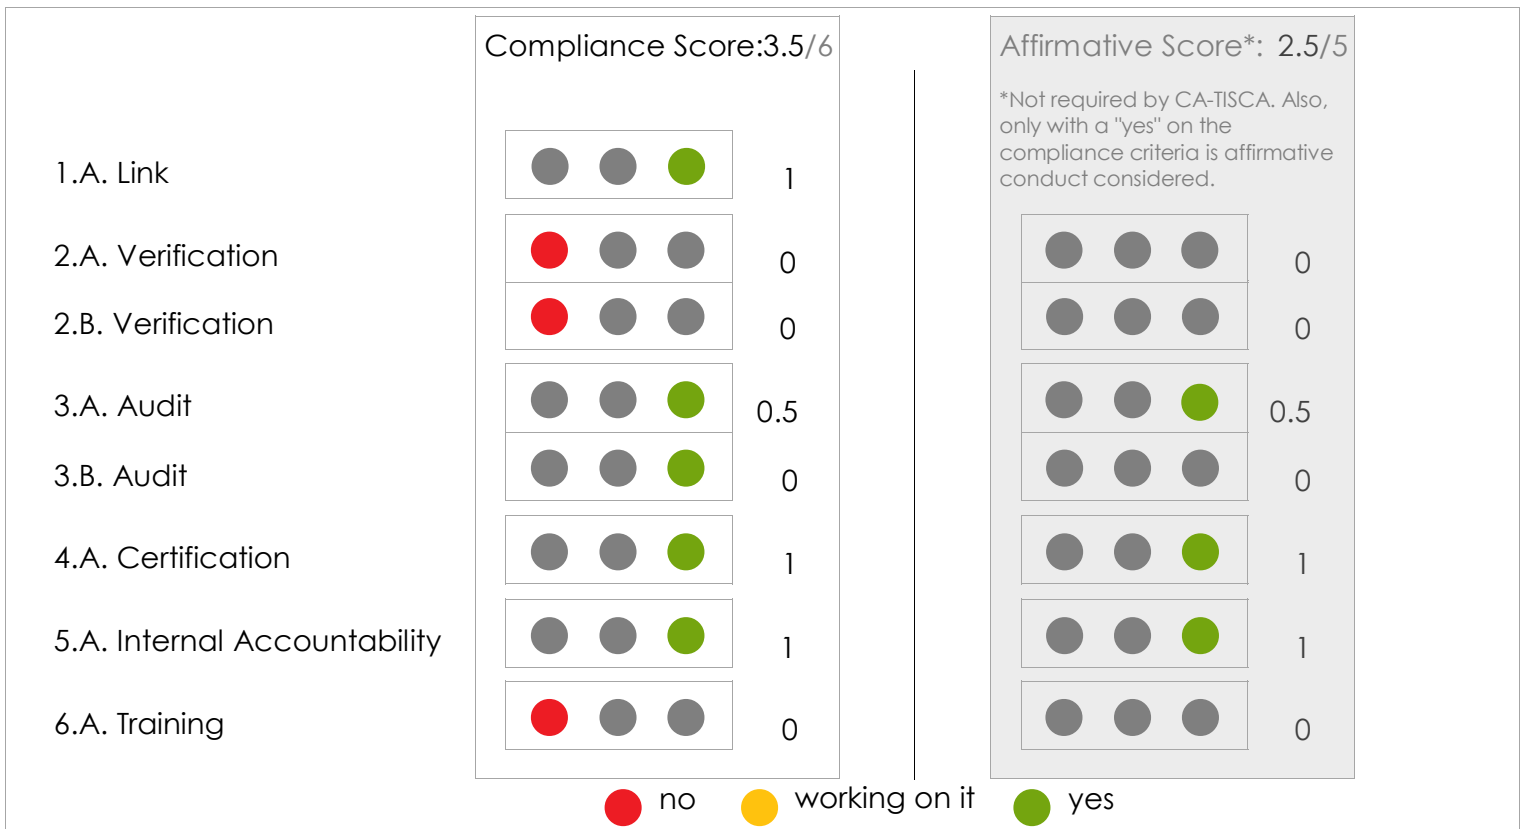 Compliance Score:3.5/6
Affirmative Score*: 2.5/5
*Not required by CA-TISCA. Also,
only with a "yes" on the
compliance criteria is affirmative
conduct considered.
1.A. Link 1
2.A. Verification 0 0
2.B. Verification 0 0
3.A. Audit 0.5 0.5
3.B. Audit 0 0
4.A. Certification 1 1
5.A. Internal Accountability 1 1
6.A. Training 0 0
no working on it yes